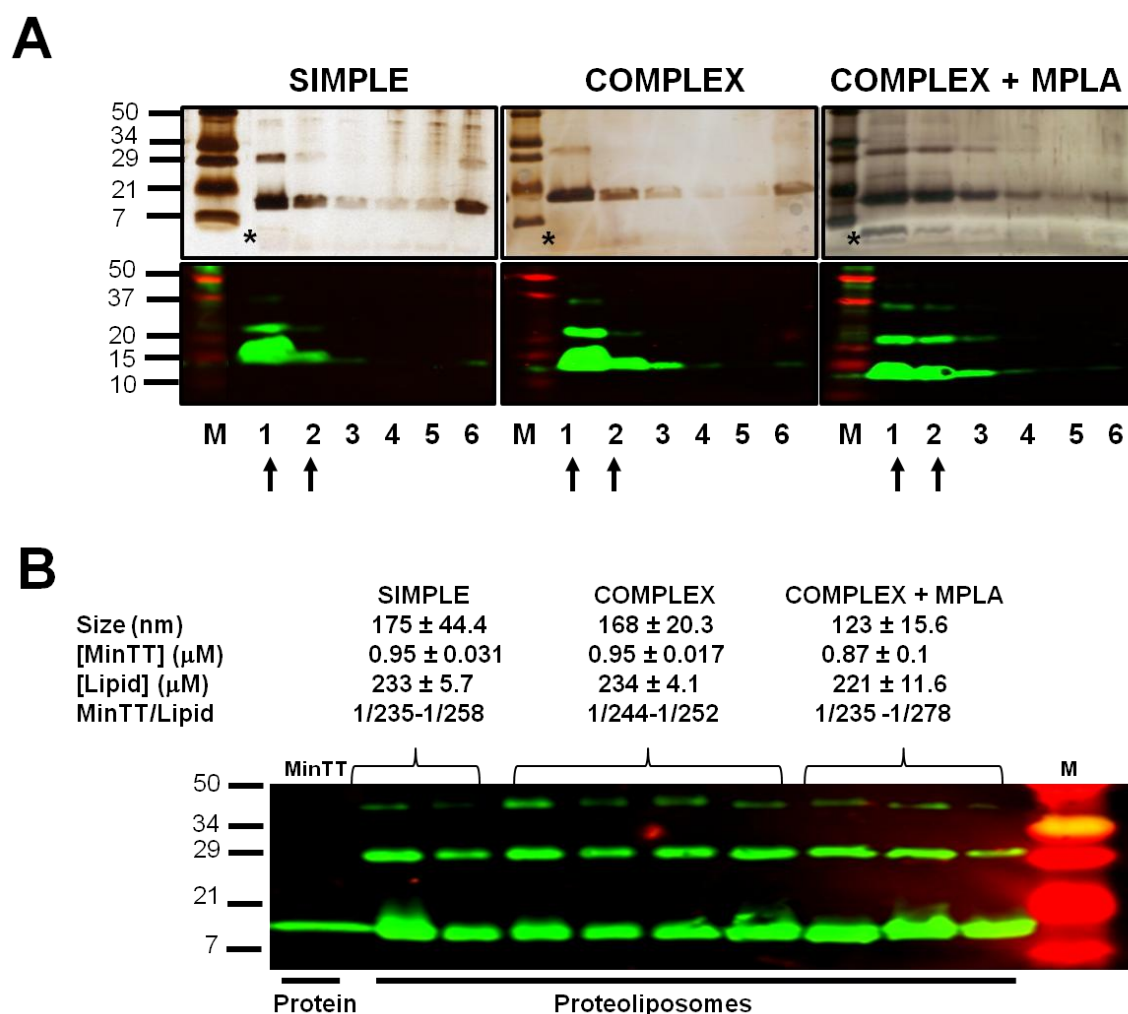 A
SIMPLE COMPLEX COMPLEX + MPLA
50
34
29
21
7
* * *
50
37
20
15
10
M 1 2 3 4 5 6 M 1 2 3 4 5 6 M 1 2 3 4 5 6
B
SIMPLE COMPLEX COMPLEX + MPLA
Size (nm) 175 ± 44.4 168 ± 20.3 123 ± 15.6
[MinTT] (μM) 0.95 ± 0.031 0.95 ± 0.017 0.87 ± 0.1
[Lipid] (μM) 233 ± 5.7 234 ± 4.1 221 ± 11.6
MinTT/Lipid 1/235-1/258 1/244-1/252 1/235 -1/278
MinTT M
50
34
29
21
7
Protein Proteoliposomes